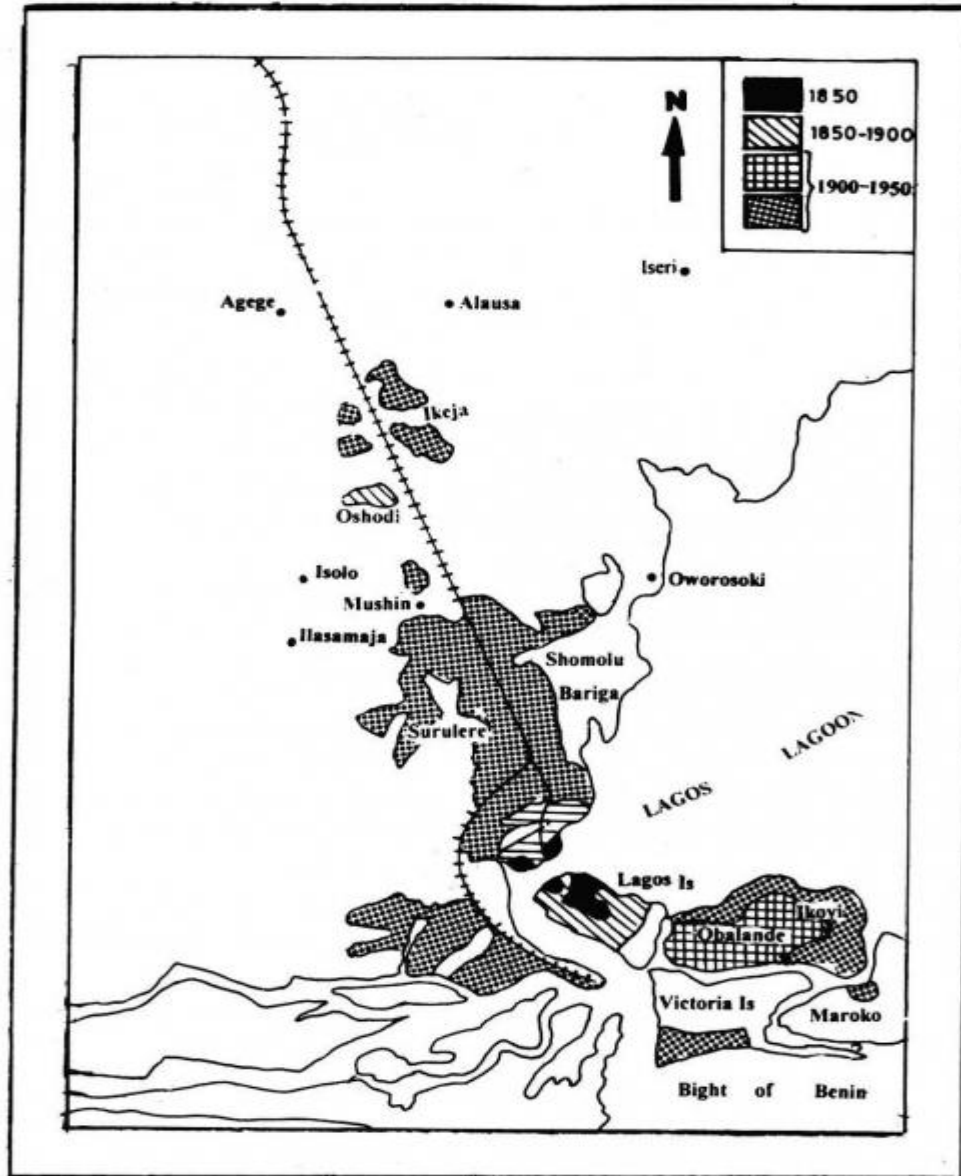 N
1850
1850-1900
1900-1950
Iseri
Agege
Alausa
Ikeja
Oshodi
Isolo
Oworosoki
Mushin
Ilasamaja
Shomolu
Bariga
Surulere
LAGOS LAGOON
Lagos Is
Ikoyi
Obalande
Victoria Is
Maroko
Bight of Benin